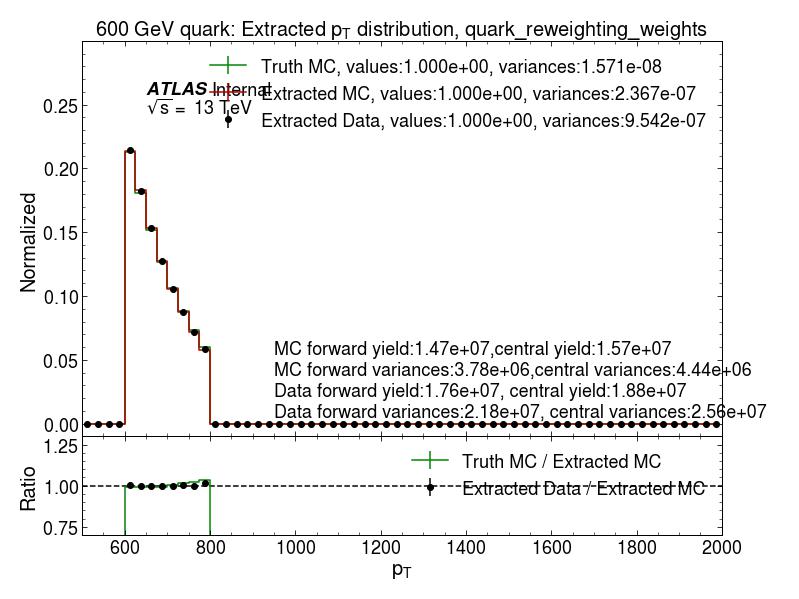 600 GeV quark: Extracted pT distribution, quark_reweighting_weights
Truth MC, values:1.000e+00, variances:1.571e-08
ATLAS Internal
Extracted MC, values:1.000e+00, variances:2.367e-07
√s = 13 TeV
Extracted Data, values:1.000e+00, variances:9.542e-07
Normalized
0.25
0.20
0.15
0.10
0.05
0.00
MC forward yield:1.47e+07,central yield:1.57e+07
MC forward variances:3.78e+06,central variances:4.44e+06
Data forward yield:1.76e+07, central yield:1.88e+07
Data forward variances:2.18e+07, central variances:2.56e+07
Ratio
1.25
1.00
0.75
Truth MC / Extracted MC
Extracted Data / Extracted MC
600 800 1000 1200 1400 1600 1800 2000
pT